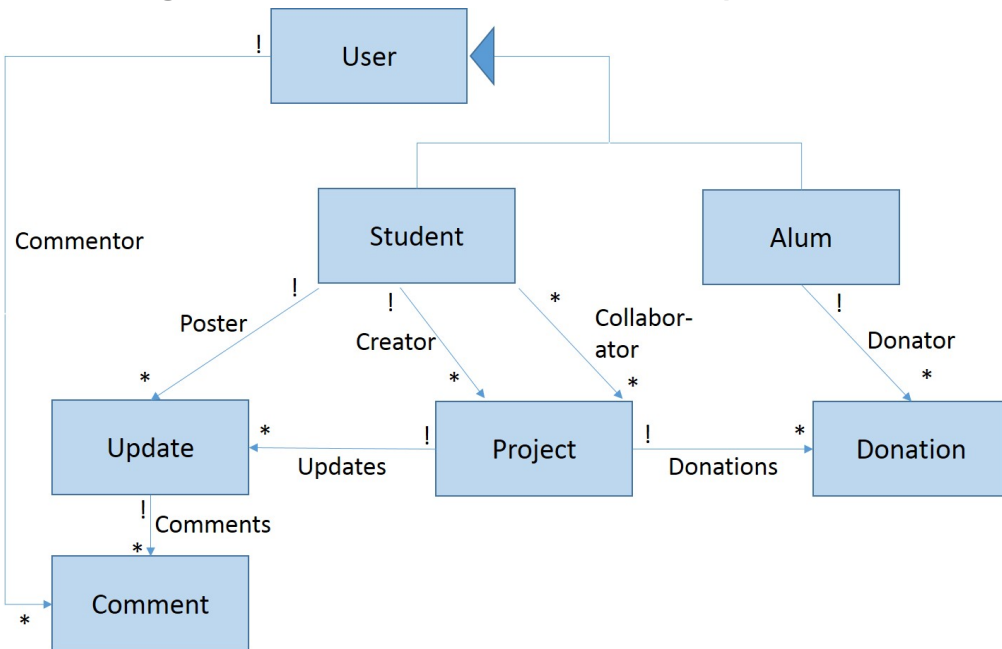 User
!
Commentor
Student
Alum
!
!
*
!
Poster
Creator
Collabor-
ator
Donator
*
*
*
*
Update
*
!
Project
!
*
Donation
Updates
Donations
!
Comments
*
Comment
*